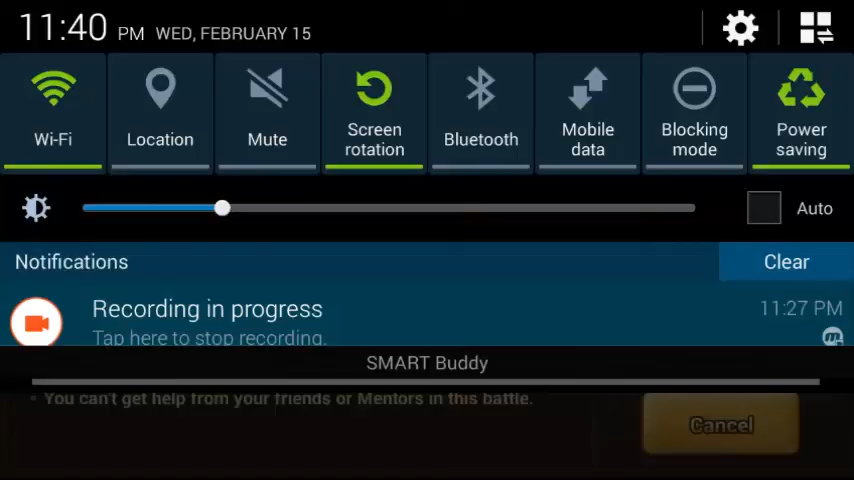 11:40 PM WED, FEBRUARY 15
Wi-Fi
Location
Mute
Screen
rotation
Bluetooth
Mobile
data
Blocking
mode
Power
saving
Auto
Notifications
Clear
Recording in progress
11:27 PM
Tap here to stop recording.
SMART Buddy
· You can't get help from your friends or Mentors in this battle.
Cancel